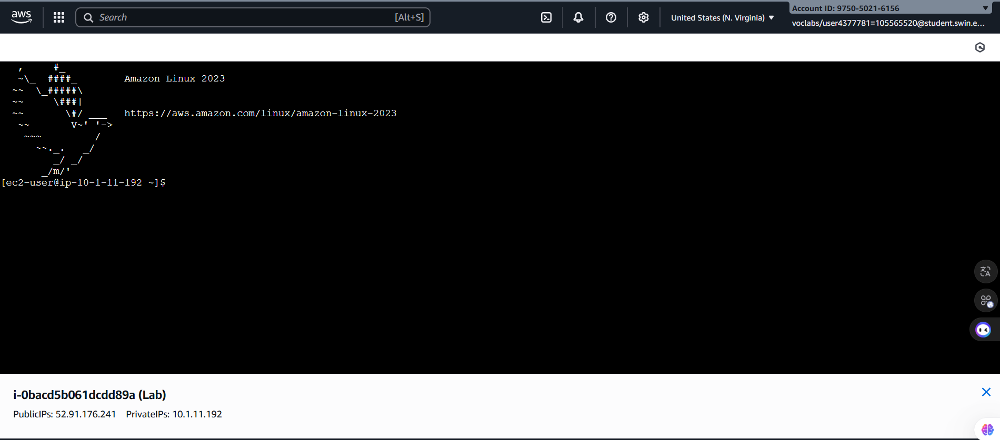 aws
Search
[Alt+S]
United States (N. Virginia)
Account ID: 9750-5021-6156
voclabs/user4377781=105565520@student.swin.e...
   ,     #_
   ~\_  ####_        Amazon Linux 2023
  ~~  \_#####\
  ~~     \###|
  ~~       \#/ ___   https://aws.amazon.com/linux/amazon-linux-2023
   ~~       V~' '->
    ~~~         /
      ~~._.   _/
         _/ _/
       _/m/'
[ec2-user@ip-10-1-11-192 ~]$
i-0bacd5b061dcdd89a (Lab)
PublicIPs: 52.91.176.241 PrivateIPs: 10.1.11.192